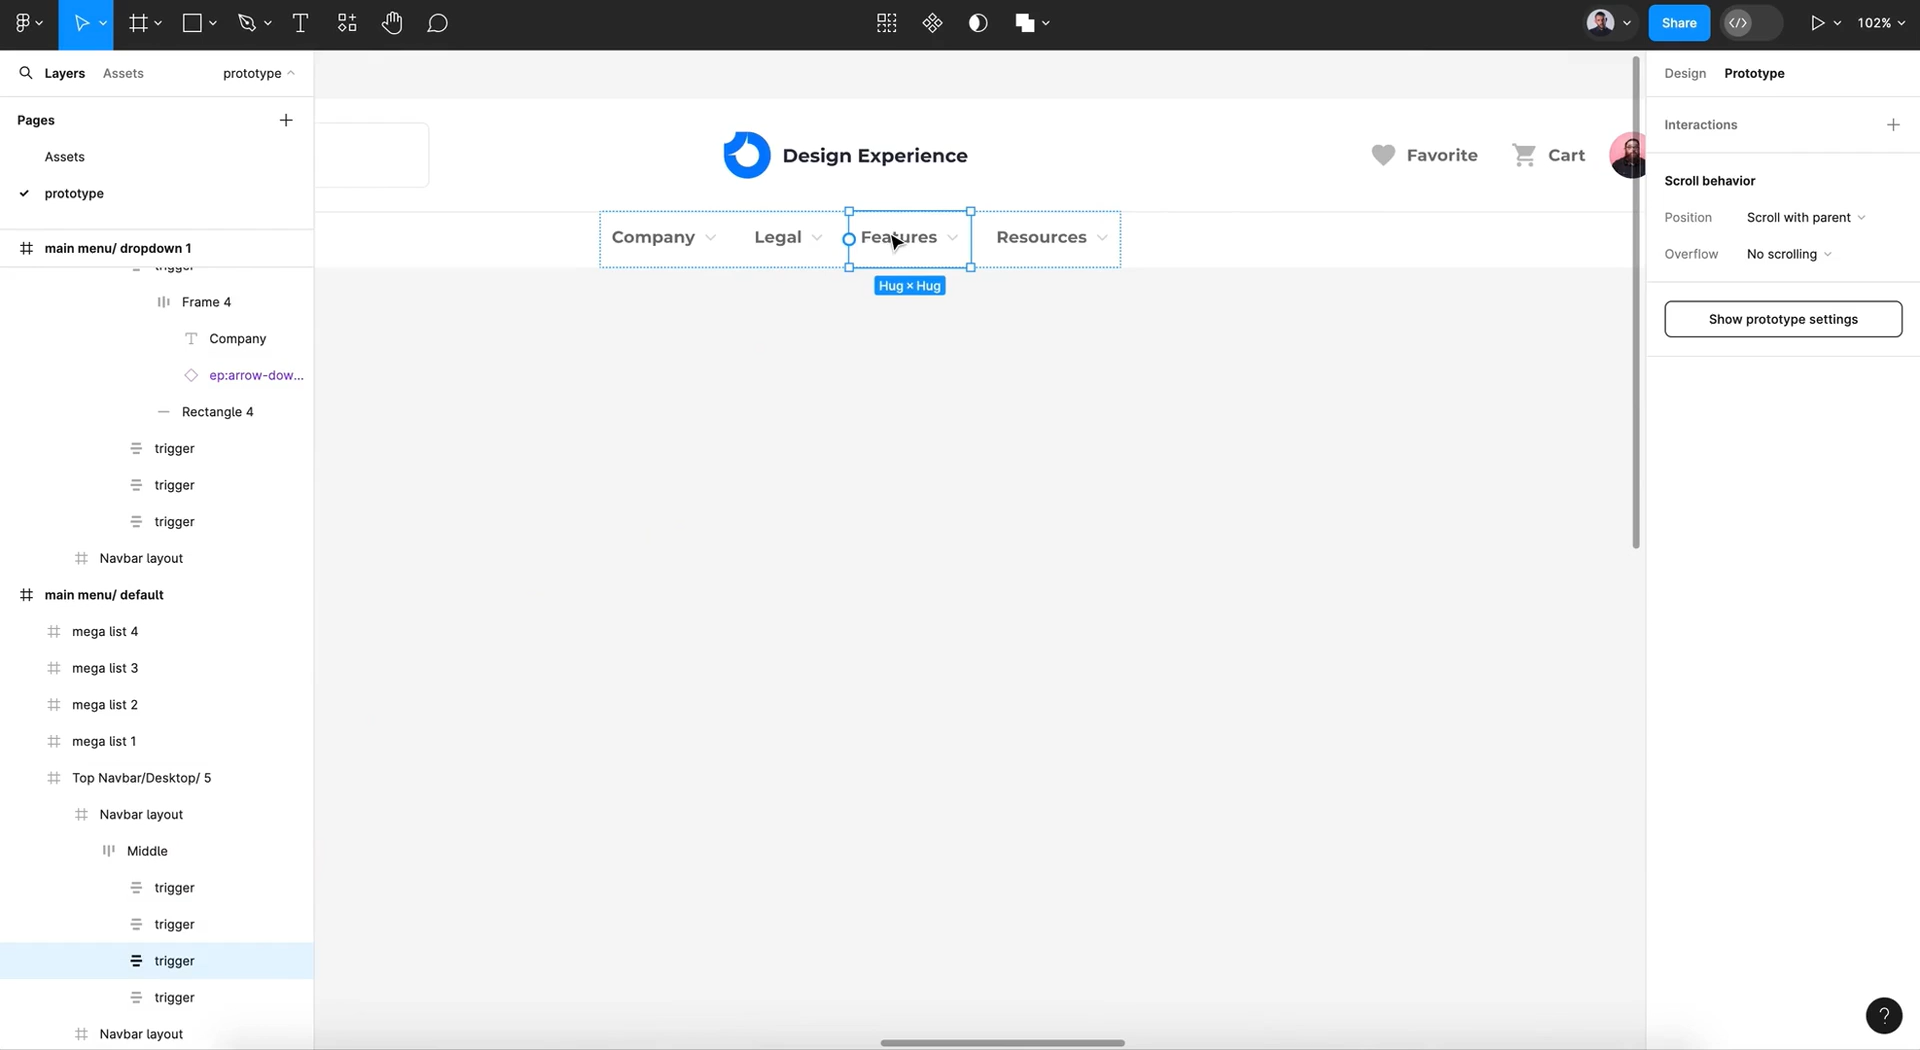 Share
102%
Layers
Assets
prototype
Pages
Assets
prototype
main menu/ dropdown 1
trigger
Frame 4
Company
ep:arrow-dow...
Rectangle 4
trigger
trigger
trigger
Navbar layout
main menu/ default
mega list 4
mega list 3
mega list 2
mega list 1
Top Navbar/Desktop/ 5
Navbar layout
Middle
trigger
trigger
trigger
trigger
Navbar layout
Design Experience
Favorite
Cart
Company
Legal
Features
Resources
Hug × Hug
Design
Prototype
Interactions
Scroll behavior
Position
Scroll with parent
Overflow
No scrolling
Show prototype settings
?